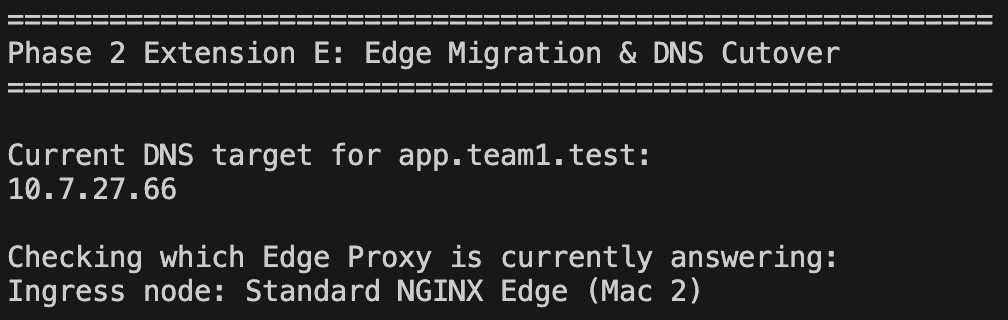 ==========================================================
Phase 2 Extension E: Edge Migration & DNS Cutover
==========================================================
Current DNS target for app.team1.test:
10.7.27.66
Checking which Edge Proxy is currently answering:
Ingress node: Standard NGINX Edge (Mac 2)